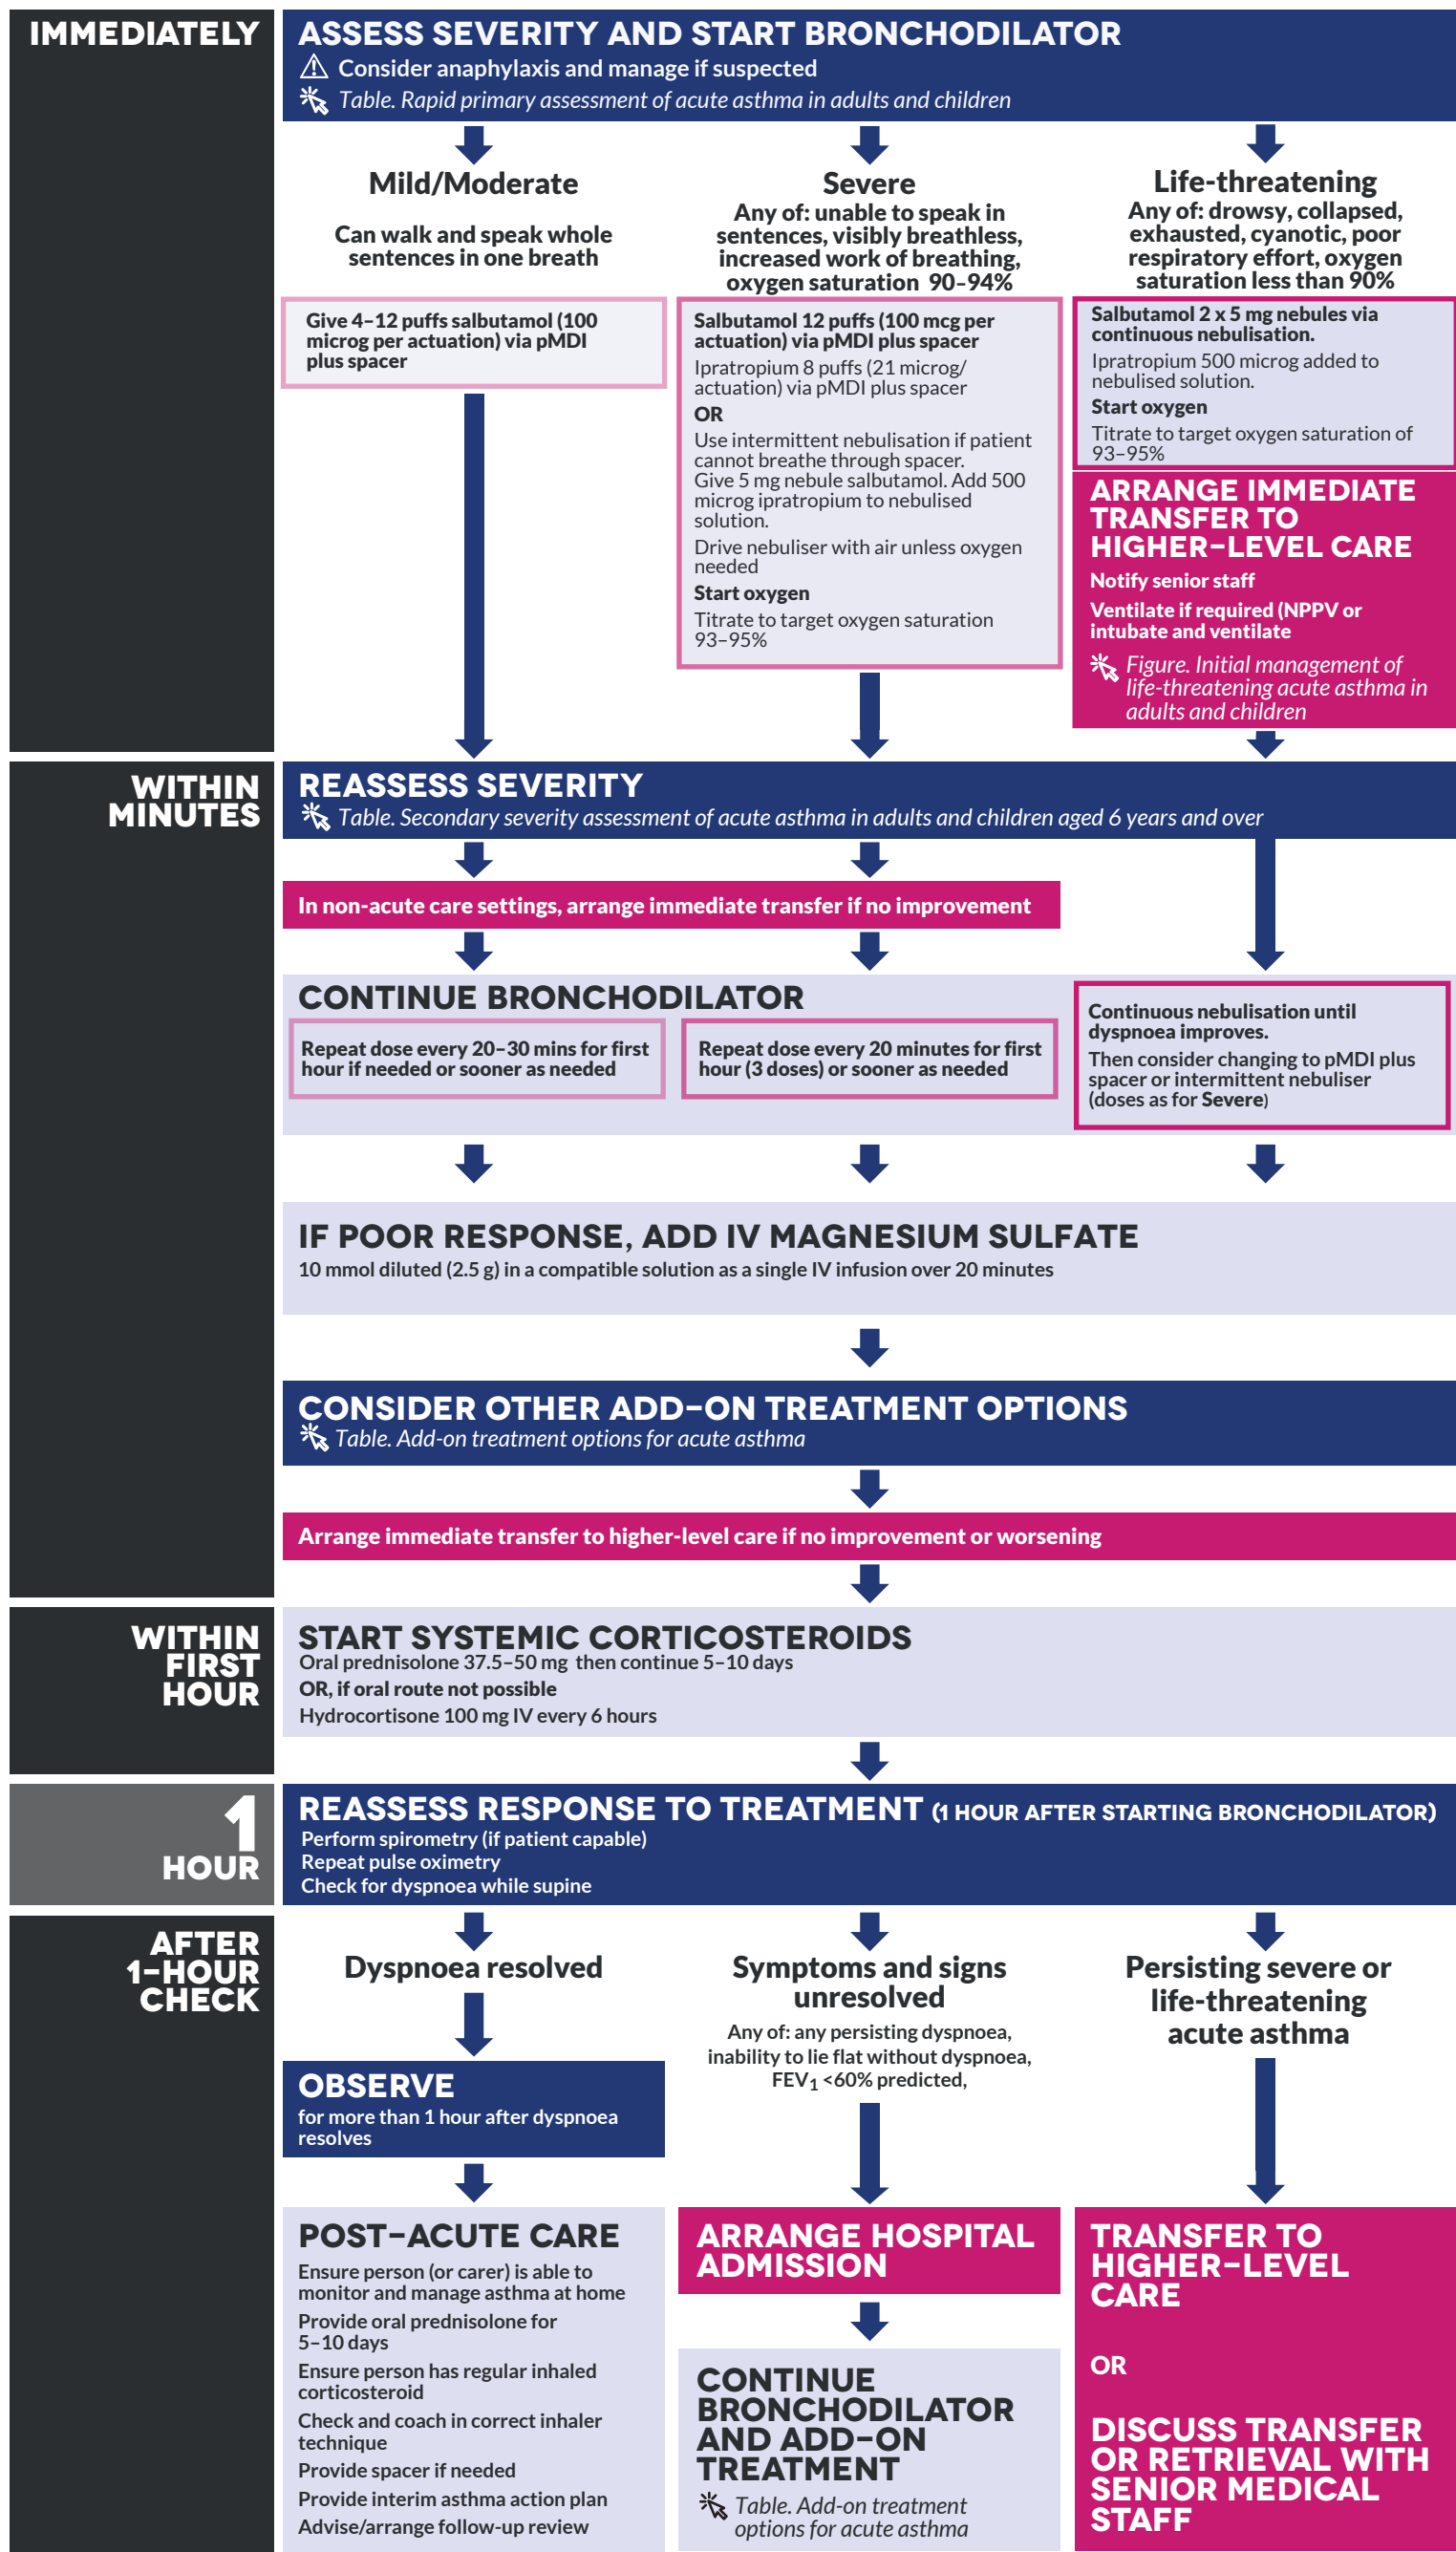 IMMEDIATELY
ASSESS SEVERITY AND START BRONCHODILATOR
Consider anaphylaxis and manage if suspected
Table. Rapid primary assessment of acute asthma in adults and children
Mild/Moderate
Can walk and speak whole
sentences in one breath
Give 4–12 puffs salbutamol (100
microg per actuation) via pMDI
plus spacer
Severe
Any of: unable to speak in
sentences, visibly breathless,
increased work of breathing,
oxygen saturation 90–94%
Salbutamol 12 puffs (100 mcg per
actuation) via pMDI plus spacer
Ipratropium 8 puffs (21 microg/
actuation) via pMDI plus spacer
OR
Use intermittent nebulisation if patient
cannot breathe through spacer.
Give 5 mg nebule salbutamol. Add 500
microg ipratropium to nebulised
solution.
Drive nebuliser with air unless oxygen
needed
Start oxygen
Titrate to target oxygen saturation
93–95%
Life-threatening
Any of: drowsy, collapsed,
exhausted, cyanotic, poor
respiratory effort, oxygen
saturation less than 90%
Salbutamol 2 x 5 mg nebules via
continuous nebulisation.
Ipratropium 500 microg added to
nebulised solution.
Start oxygen
Titrate to target oxygen saturation of
93–95%
ARRANGE IMMEDIATE
TRANSFER TO
HIGHER-LEVEL CARE
Notify senior staff
Ventilate if required (NPPV or
intubate and ventilate
Figure. Initial management of
life-threatening acute asthma in
adults and children
WITHIN
MINUTES
REASSESS SEVERITY
Table. Secondary severity assessment of acute asthma in adults and children aged 6 years and over
In non-acute care settings, arrange immediate transfer if no improvement
CONTINUE BRONCHODILATOR
Repeat dose every 20–30 mins for first
hour if needed or sooner as needed
Repeat dose every 20 minutes for first
hour (3 doses) or sooner as needed
Continuous nebulisation until
dyspnoea improves.
Then consider changing to pMDI plus
spacer or intermittent nebuliser
(doses as for Severe)
IF POOR RESPONSE, ADD IV MAGNESIUM SULFATE
10 mmol diluted (2.5 g) in a compatible solution as a single IV infusion over 20 minutes
CONSIDER OTHER ADD-ON TREATMENT OPTIONS
Table. Add-on treatment options for acute asthma
Arrange immediate transfer to higher-level care if no improvement or worsening
WITHIN
FIRST
HOUR
START SYSTEMIC CORTICOSTEROIDS
Oral prednisolone 37.5–50 mg then continue 5–10 days
OR, if oral route not possible
Hydrocortisone 100 mg IV every 6 hours
1
HOUR
REASSESS RESPONSE TO TREATMENT (1 HOUR AFTER STARTING BRONCHODILATOR)
Perform spirometry (if patient capable)
Repeat pulse oximetry
Check for dyspnoea while supine
AFTER
1-HOUR
CHECK
Dyspnoea resolved
OBSERVE
for more than 1 hour after dyspnoea
resolves
POST-ACUTE CARE
Ensure person (or carer) is able to
monitor and manage asthma at home
Provide oral prednisolone for
5–10 days
Ensure person has regular inhaled
corticosteroid
Check and coach in correct inhaler
technique
Provide spacer if needed
Provide interim asthma action plan
Advise/arrange follow-up review
Symptoms and signs
unresolved
Any of: any persisting dyspnoea,
inability to lie flat without dyspnoea,
FEV1 <60% predicted,
ARRANGE HOSPITAL
ADMISSION
CONTINUE
BRONCHODILATOR
AND ADD-ON
TREATMENT
Table. Add-on treatment
options for acute asthma
Persisting severe or
life-threatening
acute asthma
TRANSFER TO
HIGHER-LEVEL
CARE
OR
DISCUSS TRANSFER
OR RETRIEVAL WITH
SENIOR MEDICAL
STAFF